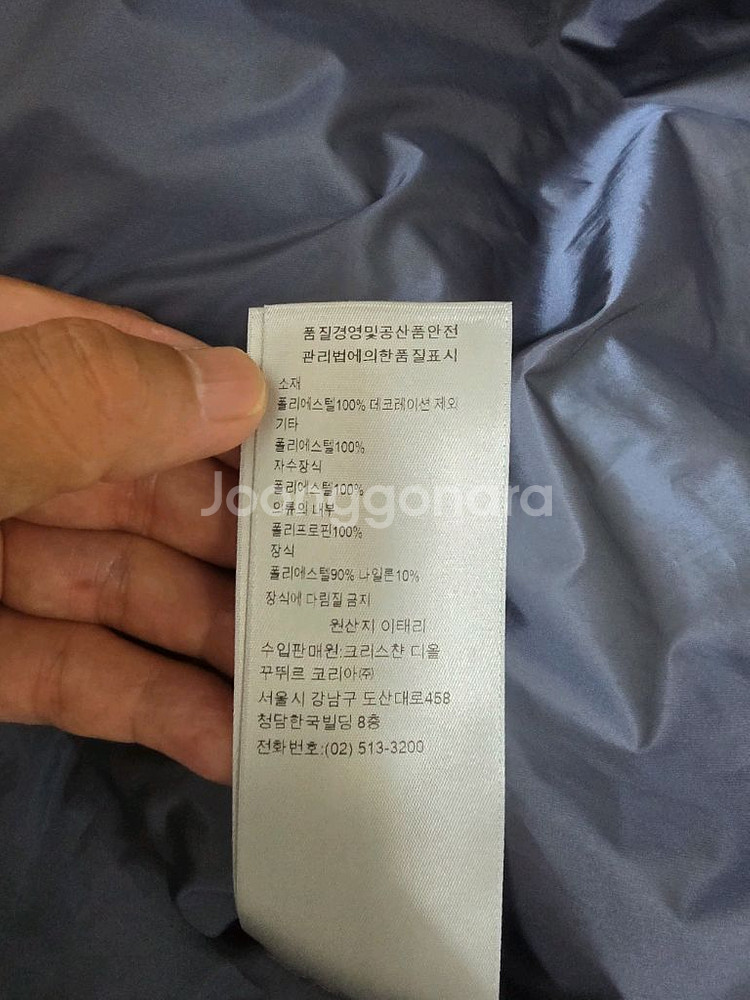 품질경영및공산품안전
관리법에의한품질표시
소재
폴리에스텔100% 데코레이션 제외
기타
폴리에스텔100%
자수장식
폴리에스텔100%
의류의 내부
폴리프로핀100%
장식
폴리에스텔90% 나일론10%
장식에 다림질 금지
원산지 이태리
수입판매원:크리스챤 디올
꾸뛰르 코리아㈜
서울시 강남구 도산대로458
청담한국빌딩 8층
전화번호:(02) 513-3200
Joonggonara